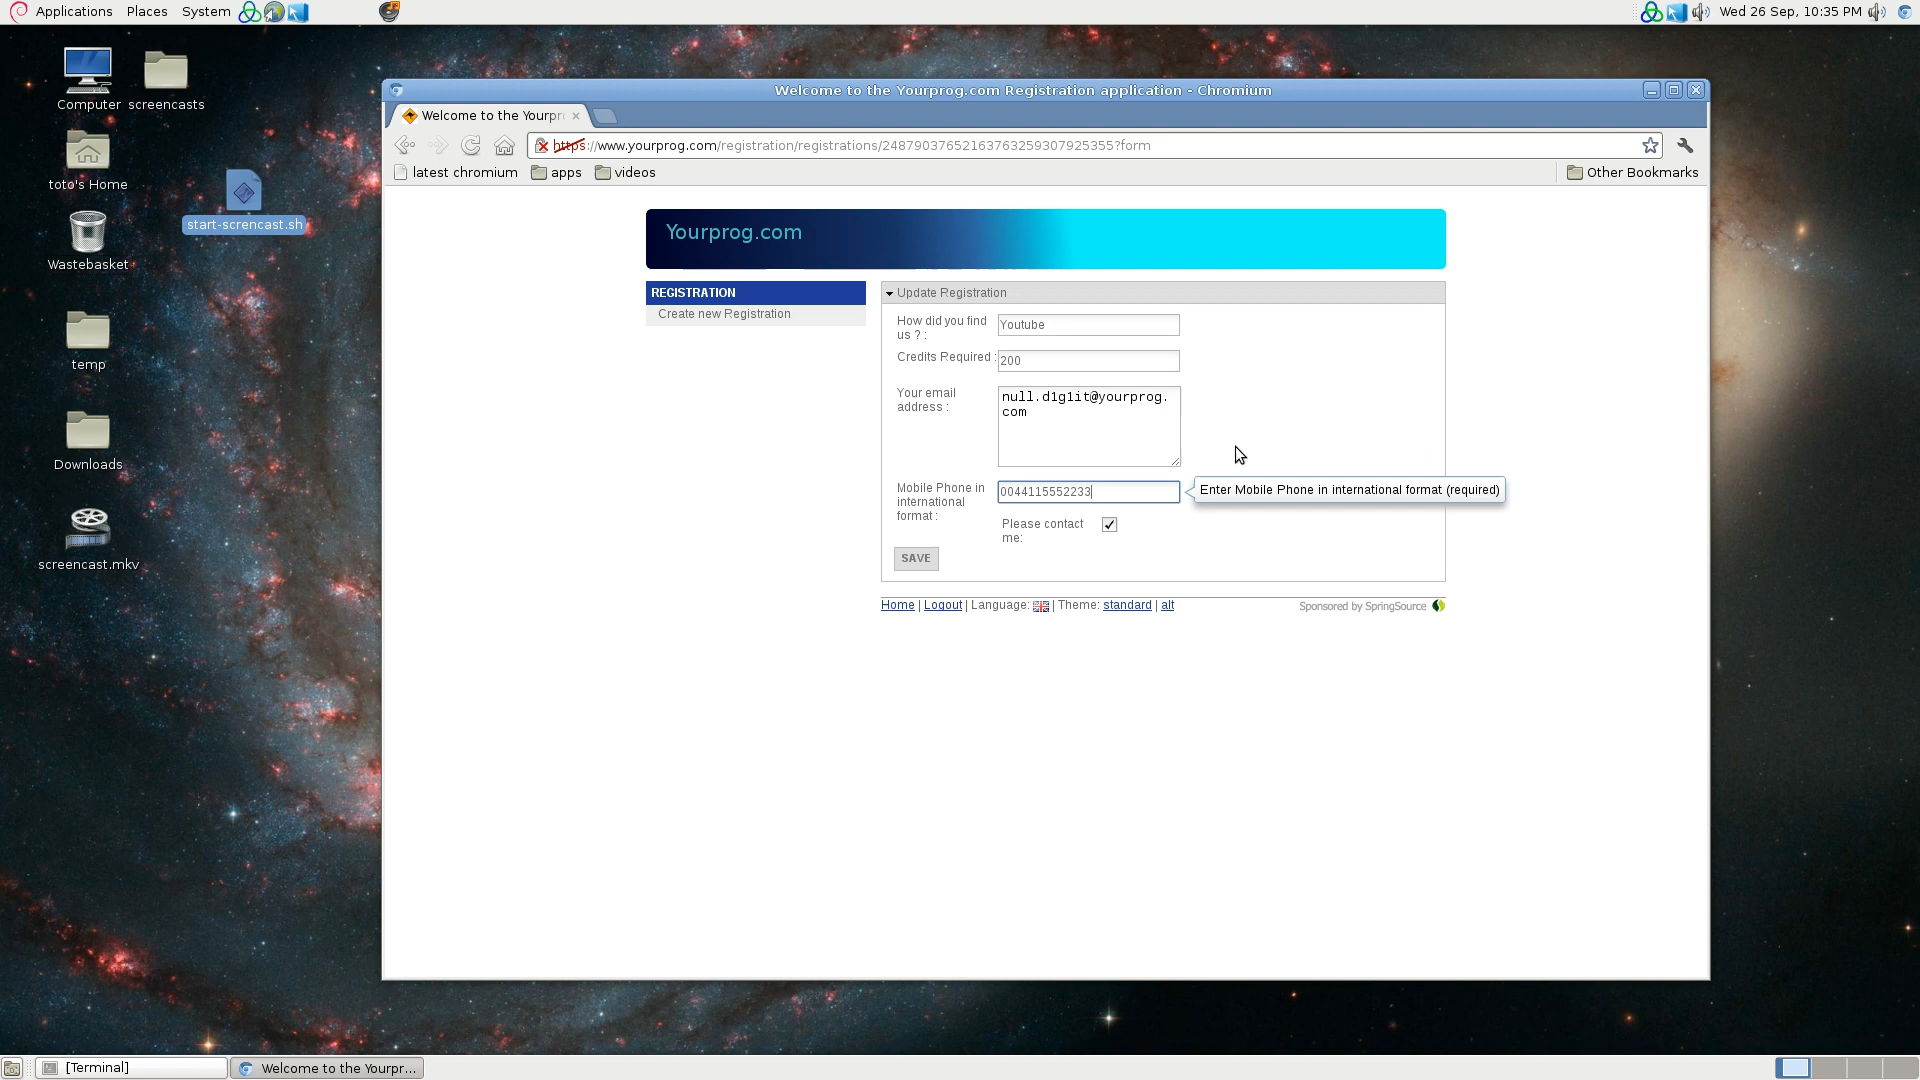 Applications Places System
Wed 26 Sep, 10:35 PM
Computer
screencasts
toto's Home
start-screncast.sh
Wastebasket
temp
Downloads
screencast.mkv
Welcome to the Yourprog.com Registration application - Chromium
Welcome to the Yourpr
https://www.yourprog.com/registration/registrations/248790376521637632593079253​55?form
latest chromium
apps
videos
Other Bookmarks
Yourprog.com
REGISTRATION
Create new Registration
Update Registration
How did you find
us ? :
Youtube
Credits Required :
200
Your email
address :
null.d1g1it@yourprog.
com
Mobile Phone in
international
format :
0044115552233
Enter Mobile Phone in international format (required)
Please contact
me:
SAVE
Home | Logout | Language: | Theme: standard | alt
Sponsored by SpringSource
[Terminal]
Welcome to the Yourpr...